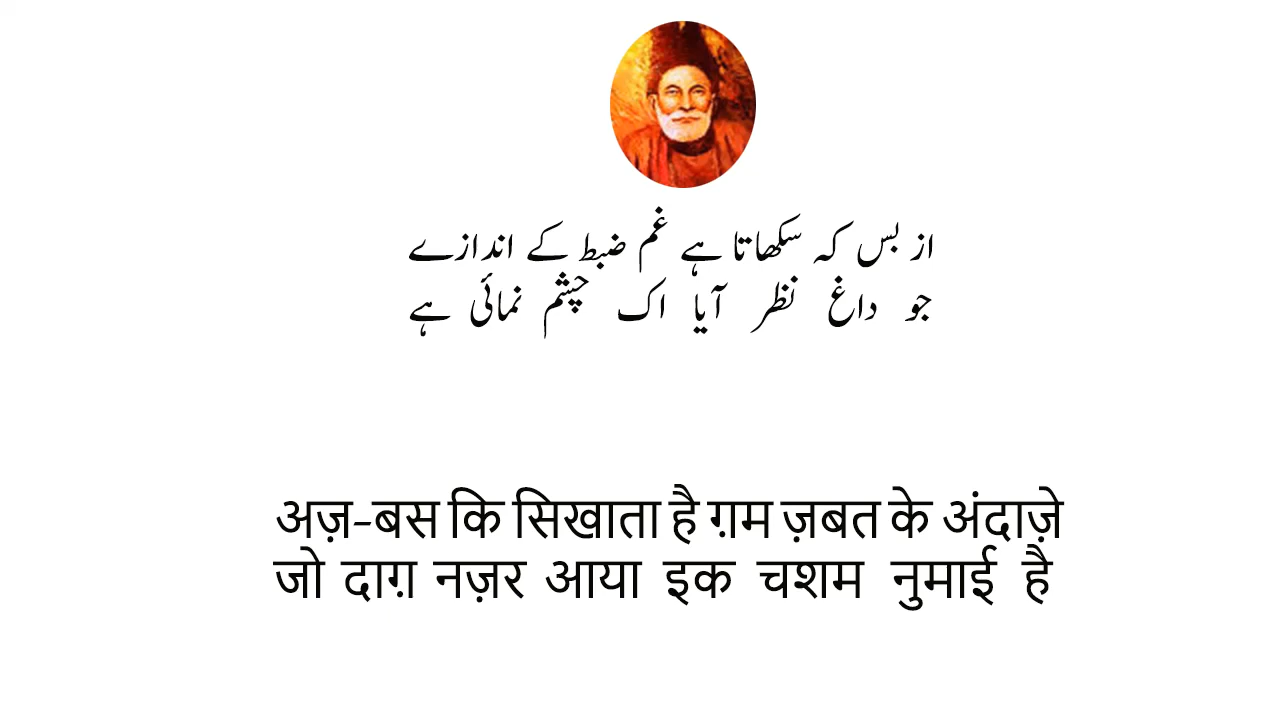 از بس کہ سکھاتا ہے غم ضبط کے اندازے
جو داغ نظر آیا اک چشم نمائی ہے
अज़-बस कि सिखाता है ग़म ज़बत के अंदाज़े
जो दाग़ नज़र आया इक चशम नुमाई है